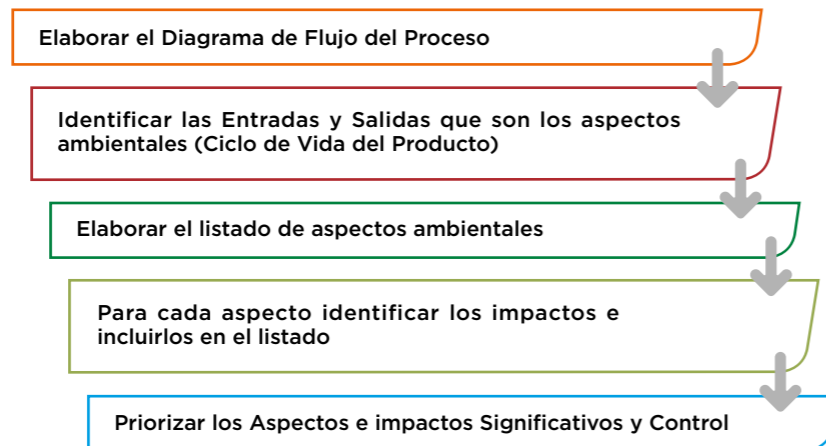 Elaborar el Diagrama de Flujo del Proceso
Identificar las Entradas y Salidas que son los aspectos
ambientales (Ciclo de Vida del Producto)
Elaborar el listado de aspectos ambientales
Para cada aspecto identificar los impactos e
incluirlos en el listado
Priorizar los Aspectos e impactos Significativos y Control